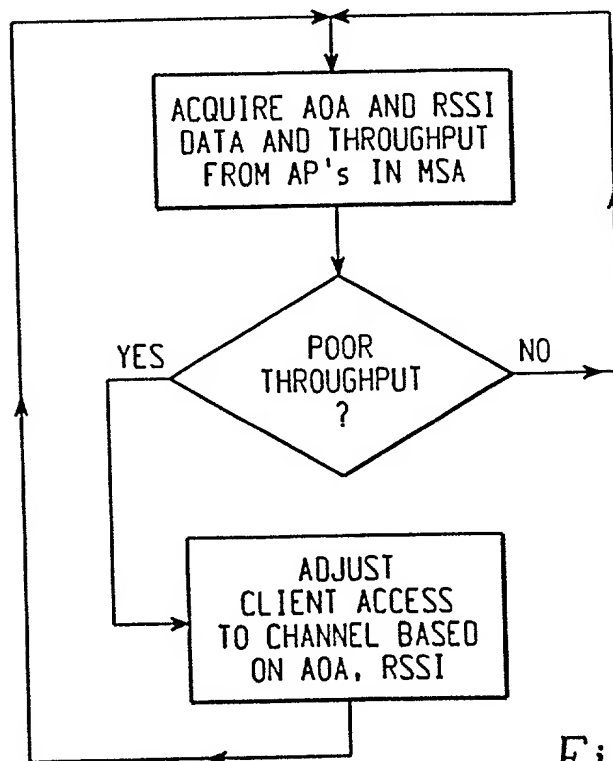 ACQUIRE AOA AND RSSI
DATA AND THROUGHPUT
FROM AP's IN MSA
YES
POOR
THROUGHPUT
?
NO
ADJUST
CLIENT ACCESS
TO CHANNEL BASED
ON AOA, RSSI